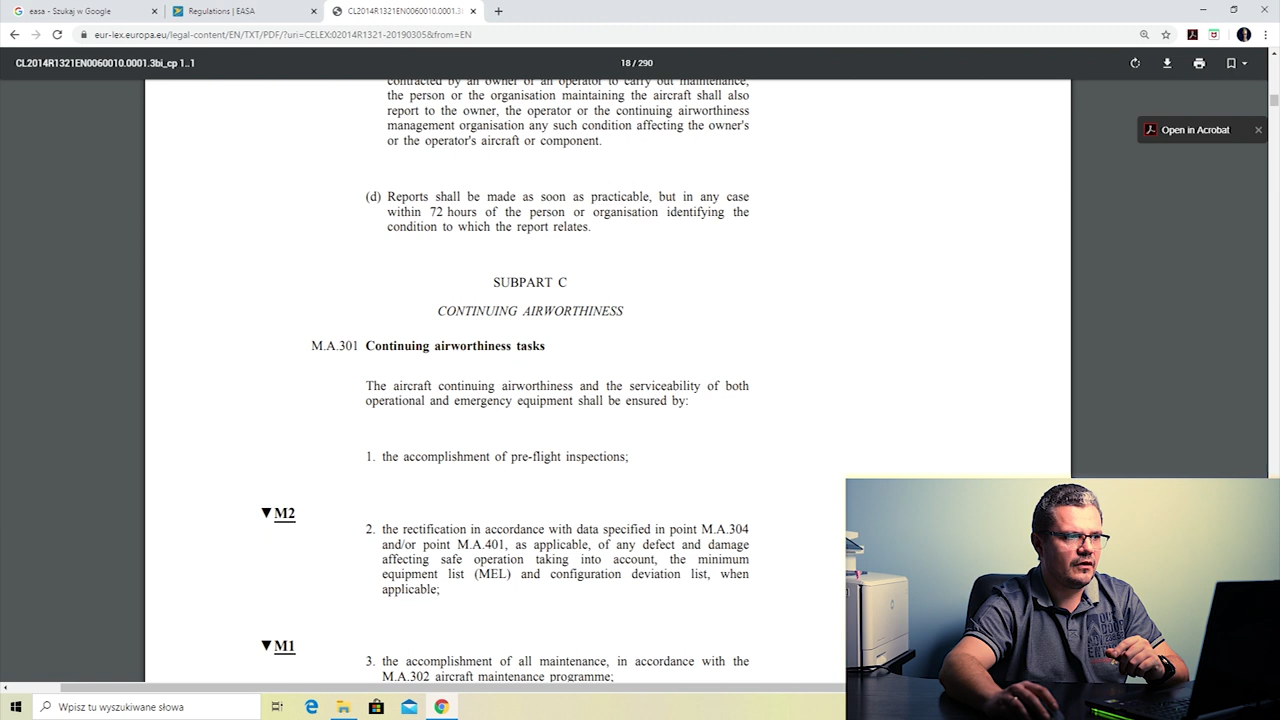 easa - Szukaj w Google
Regulations | EASA
CL2014R1321EN0060010.0001.3
eur-lex.europa.eu/legal-content/EN/TXT/PDF/?uri=CELEX:02014R1321-20190305&from=EN
CL2014R1321EN0060010.0001.3bi_cp 1..1
18 / 290
Open in Acrobat
contracted by an owner or an operator to carry out maintenance,
the person or the organisation maintaining the aircraft shall also
report to the owner, the operator or the continuing airworthiness
management organisation any such condition affecting the owner's
or the operator's aircraft or component.
(d) Reports shall be made as soon as practicable, but in any case
within 72 hours of the person or organisation identifying the
condition to which the report relates.
SUBPART C
CONTINUING AIRWORTHINESS
M.A.301 Continuing airworthiness tasks
The aircraft continuing airworthiness and the serviceability of both
operational and emergency equipment shall be ensured by:
1. the accomplishment of pre-flight inspections;
▼M2
2. the rectification in accordance with data specified in point M.A.304
and/or point M.A.401, as applicable, of any defect and damage
affecting safe operation taking into account, the minimum
equipment list (MEL) and configuration deviation list, when
applicable;
▼M1
3. the accomplishment of all maintenance, in accordance with the
M.A.302 aircraft maintenance programme;
Wpisz tu wyszukiwane słowa